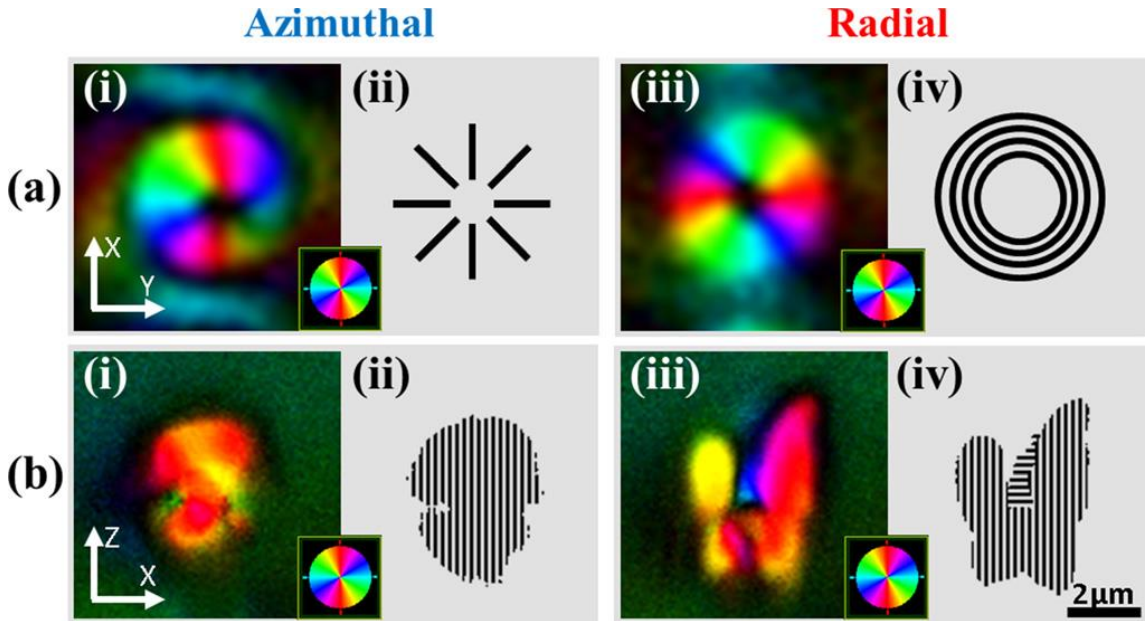 Azimuthal Radial
(a) (i) (ii) (iii) (iv)
X
Y
(b) (i) (ii) (iii) (iv)
Z
X
2μm